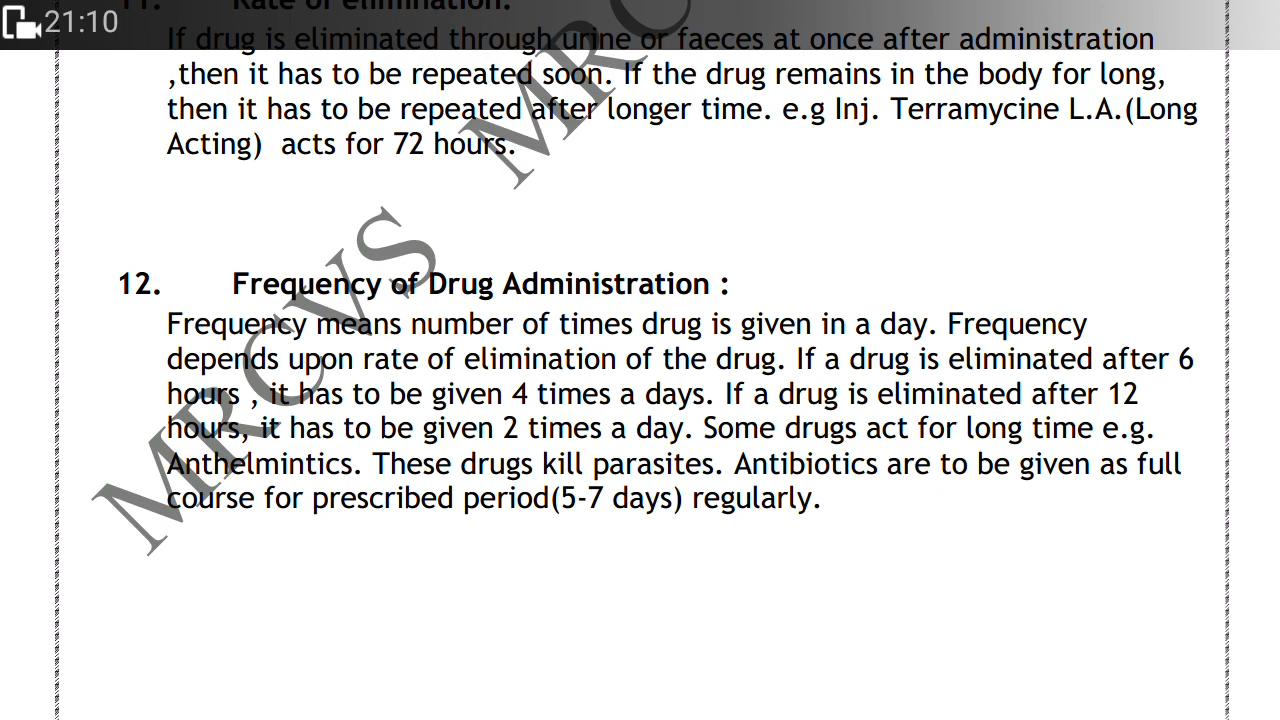 21:10
11. Rate of elimination:
If drug is eliminated through urine or faeces at once after administration
,then it has to be repeated soon. If the drug remains in the body for long,
then it has to be repeated after longer time. e.g Inj. Terramycine L.A.(Long
Acting) acts for 72 hours.
12. Frequency of Drug Administration :
Frequency means number of times drug is given in a day. Frequency
depends upon rate of elimination of the drug. If a drug is eliminated after 6
hours , it has to be given 4 times a days. If a drug is eliminated after 12
hours, it has to be given 2 times a day. Some drugs act for long time e.g.
Anthelmintics. These drugs kill parasites. Antibiotics are to be given as full
course for prescribed period(5-7 days) regularly.
MRCVS MRC